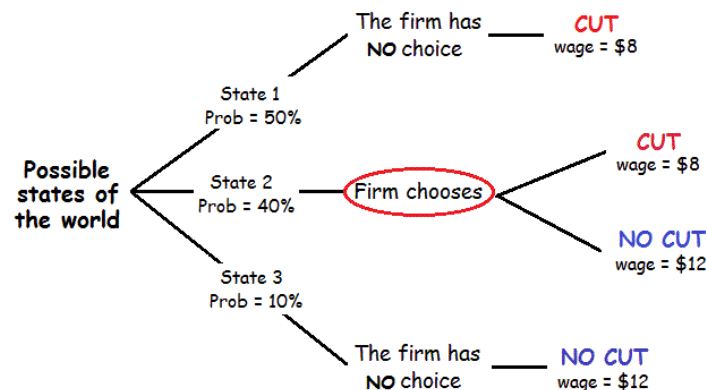 The firm has
NO choice
CUT
wage = $8
State 1
Prob = 50%
Possible
states of
the world
State 2
Prob = 40%
Firm chooses
CUT
wage = $8
NO CUT
wage = $12
State 3
Prob = 10%
The firm has
NO choice
NO CUT
wage = $12